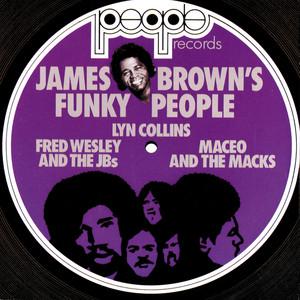 people
records
JAMES BROWN'S
FUNKY PEOPLE
LYN COLLINS
FRED WESLEY
AND THE JBs
MACEO
AND THE MACKS